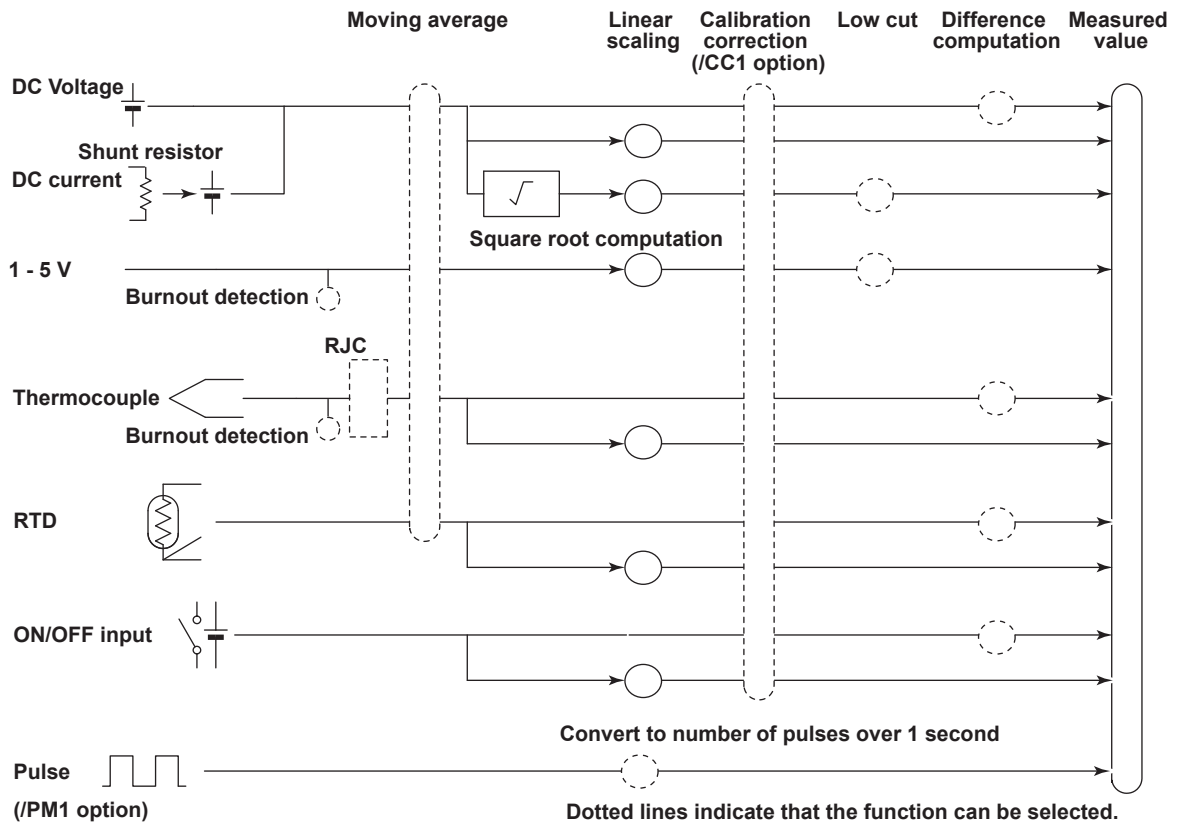 Moving average
Linear
scaling
Calibration
correction
(/CC1 option)
Low cut
Difference
computation
Measured
value
DC Voltage
Shunt resistor
DC current
√
Square root computation
1 - 5 V
Burnout detection
RJC
Thermocouple
Burnout detection
RTD
ON/OFF input
Convert to number of pulses over 1 second
Pulse
(/PM1 option)
Dotted lines indicate that the function can be selected.